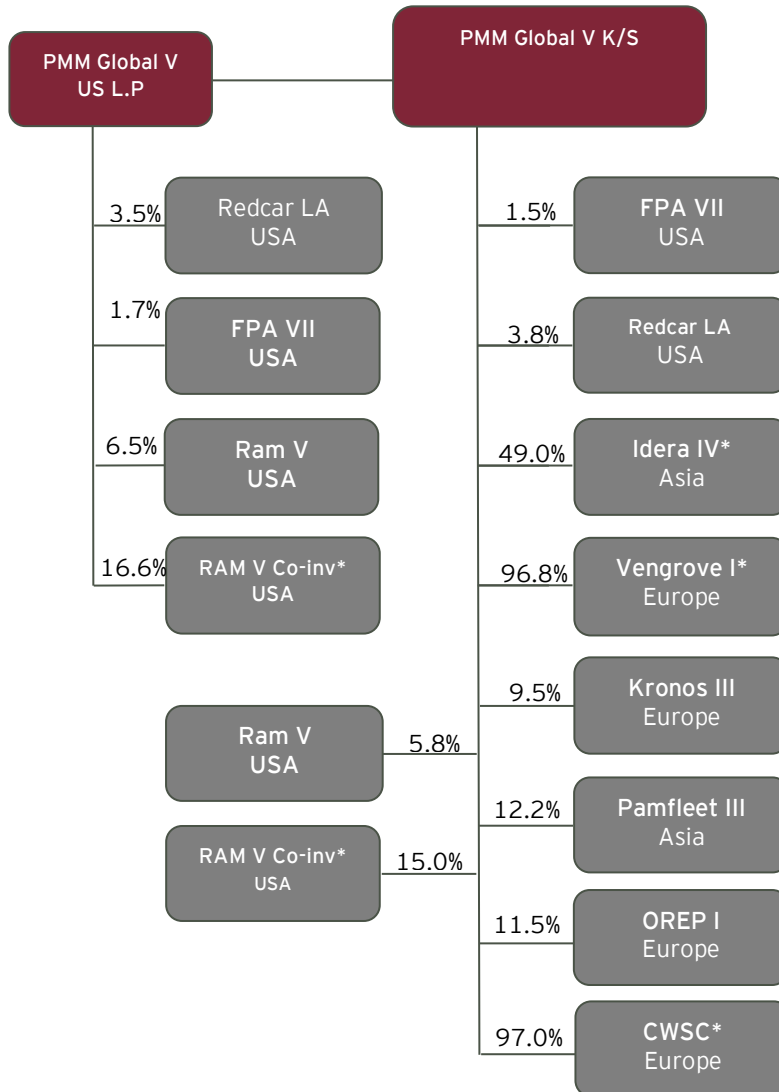 PMM Global V
US L.P
PMM Global V K/S
3.5%
Redcar LA
USA
1.7%
FPA VII
USA
6.5%
Ram V
USA
16.6%
RAM V Co-inv*
USA
Ram V
USA
5.8%
RAM V Co-inv*
USA
15.0%
1.5%
FPA VII
USA
3.8%
Redcar LA
USA
49.0%
Idera IV*
Asia
96.8%
Vengrove I*
Europe
9.5%
Kronos III
Europe
12.2%
Pamfleet III
Asia
11.5%
OREP I
Europe
97.0%
CWSC*
Europe